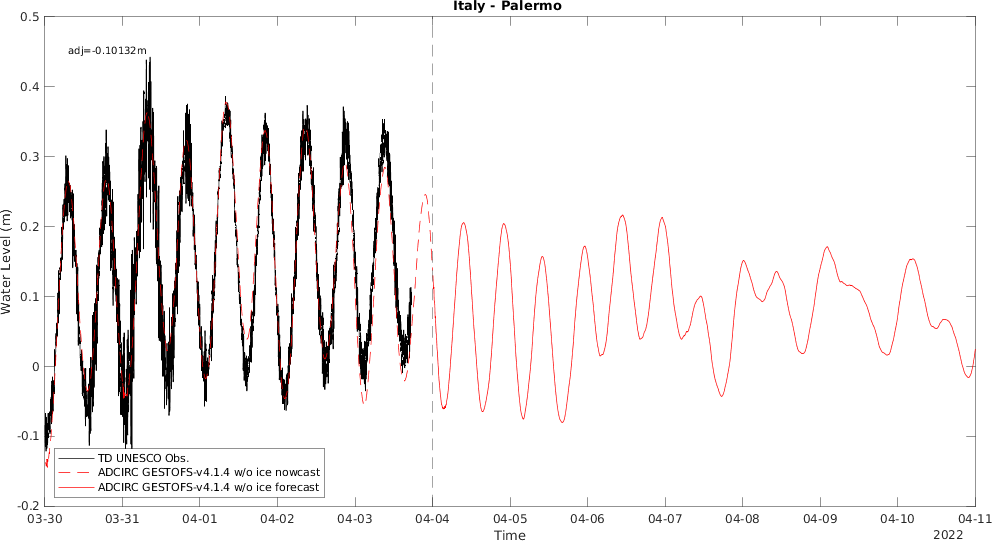 Italy - Palermo
0.5
adj=-0.10132m
0.4
0.3
0.2
0.1
0
-0.1
-0.2
Water Level (m)
TD UNESCO Obs.
ADCIRC GESTOFS-v4.1.4 w/o ice nowcast
ADCIRC GESTOFS-v4.1.4 w/o ice forecast
03-30 03-31 04-01 04-02 04-03 04-04 04-05 04-06 04-07 04-08 04-09 04-10 04-11
Time
2022